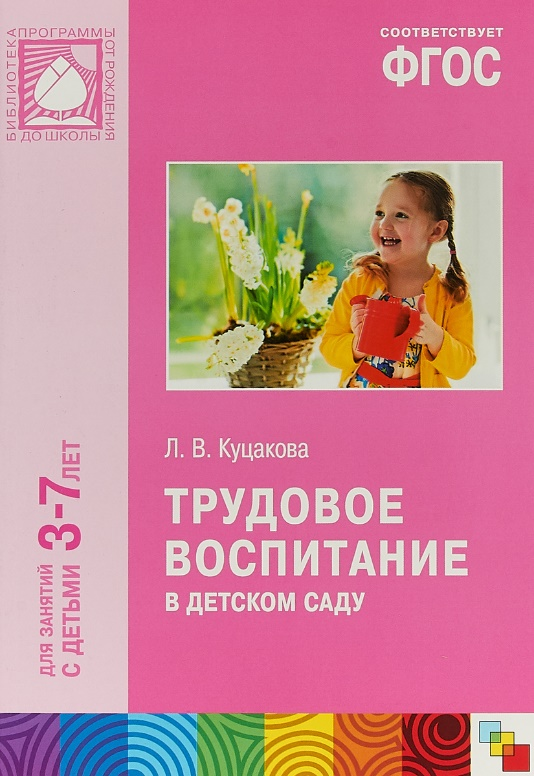 БИБЛИОТЕКА
ПРОГРАММЫ
ОТ РОЖДЕНИЯ
ДО ШКОЛЫ
СООТВЕТСТВУЕТ
ФГОС
Л. В. Куцакова
ТРУДОВОЕ
ВОСПИТАНИЕ
В ДЕТСКОМ САДУ
ДЛЯ ЗАНЯТИЙ
С ДЕТЬМИ 3-7 ЛЕТ